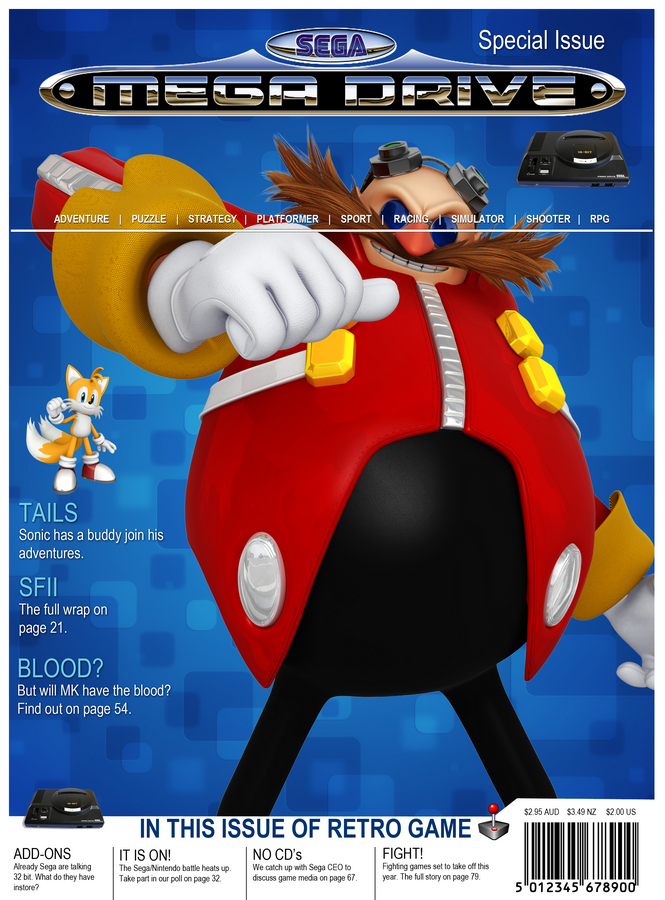 SEGA
Special Issue
MEGA DRIVE
16-BIT
ADVENTURE | PUZZLE | STRATEGY | PLATFORMER | SPORT | RACING | SIMULATOR | SHOOTER | RPG
TAILS
Sonic has a buddy join his
adventures.
SFII
The full wrap on
page 21.
BLOOD?
But will MK have the blood?
Find out on page 54.
IN THIS ISSUE OF RETRO GAME
$2.95 AUD $3.49 NZ $2.00 US
ADD-ONS
Already Sega are talking
32 bit. What do they have
instore?
IT IS ON!
The Sega/Nintendo battle heats up.
Take part in our poll on page 32.
NO CD's
We catch up with Sega CEO to
discuss game media on page 67.
FIGHT!
Fighting games set to take off this
year. The full story on page 79.
5 012345 678900